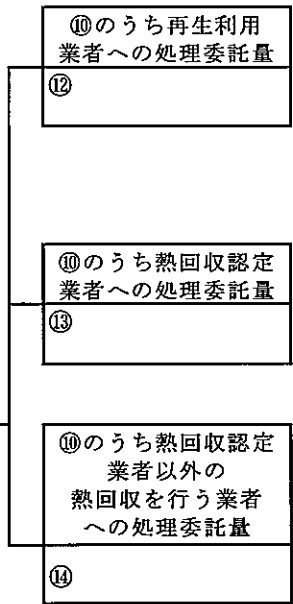 ⑩のうち再生利用
業者への処理委託量
⑫
⑩のうち熱回収認定
業者への処理委託量
⑬
⑩のうち熱回収認定
業者以外の
熱回収を行う業者
への処理委託量
⑭